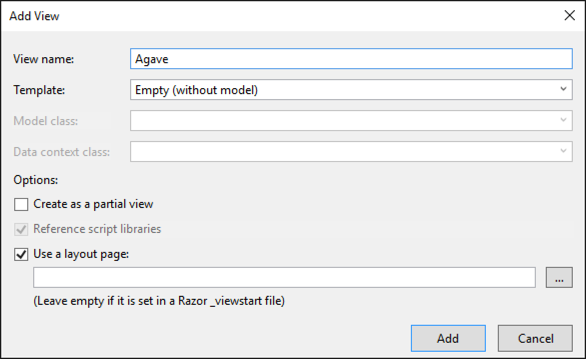 Add View
View name: Agave
Template: Empty (without model)
Model class:
Data context class:
Options:
Create as a partial view
Reference script libraries
Use a layout page:
...
(Leave empty if it is set in a Razor _viewstart file)
Add Cancel